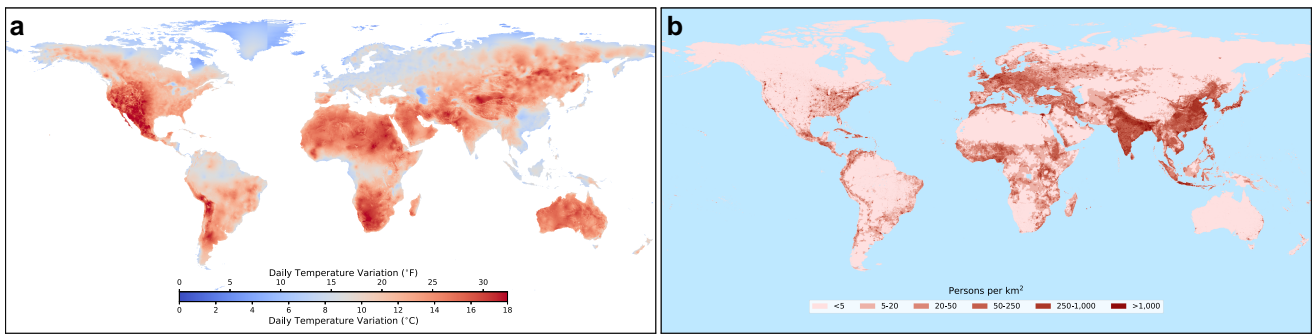 a
Daily Temperature Variation (°F)
0 5 10 15 20 25 30
0 2 4 6 8 10 12 14 16 18
Daily Temperature Variation (°C)
b
Persons per km²
<5 5-20 20-50 50-250 250-1,000 >1,000